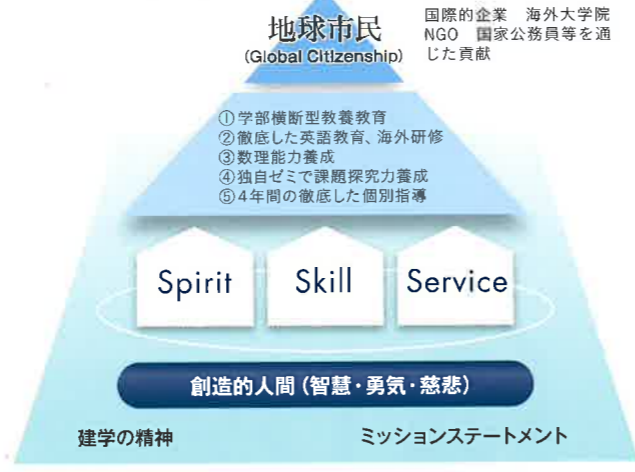 地球市民
(Global Citizenship)
国際的企業　海外大学院
NGO　国家公務員等を通
じた貢献
①学部横断型教養教育
②徹底した英語教育、海外研修
③数理能力養成
④独自ゼミで課題探究力養成
⑤4年間の徹底した個別指導
Spirit
Skill
Service
創造的人間（智慧・勇気・慈悲）
建学の精神
ミッションステートメント